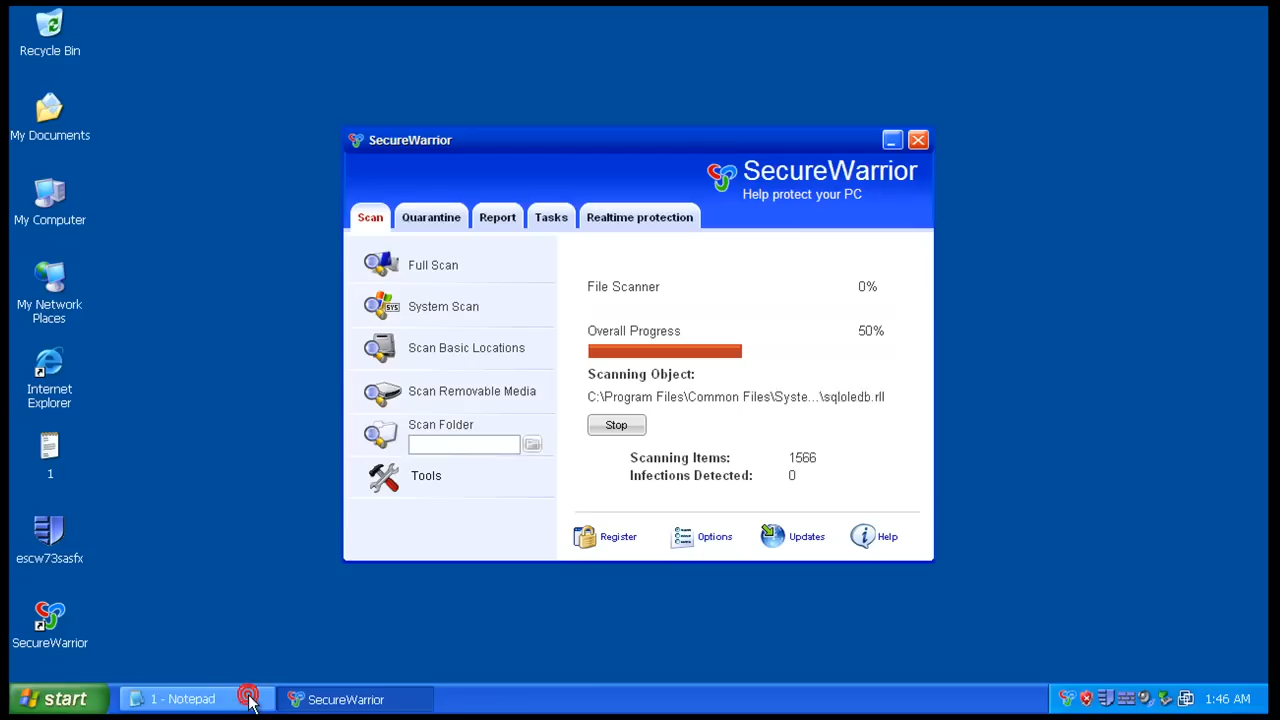 Recycle Bin
My Documents
My Computer
My Network
Places
Internet
Explorer
1
escw73sasfx
SecureWarrior
SecureWarrior
SecureWarrior
Help protect your PC
Scan
Quarantine
Report
Tasks
Realtime protection
Full Scan
SYS
System Scan
Scan Basic Locations
Scan Removable Media
Scan Folder
Tools
File Scanner 0%
Overall Progress 50%
Scanning Object:
C:\Program Files\Common Files\Syste...\sqloledb.rll
Stop
Scanning Items: 1566
Infections Detected: 0
Register
Options
Updates
Help
start
1 - Notepad
SecureWarrior
1:46 AM